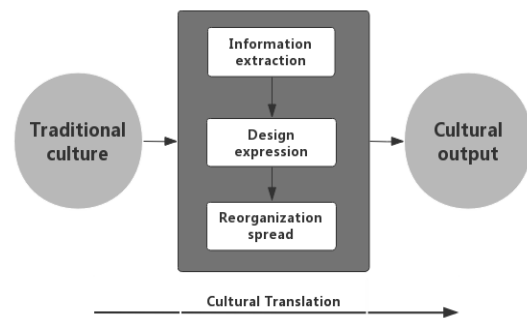 Traditional
culture
Information
extraction
Design
expression
Reorganization
spread
Cultural
output
Cultural Translation